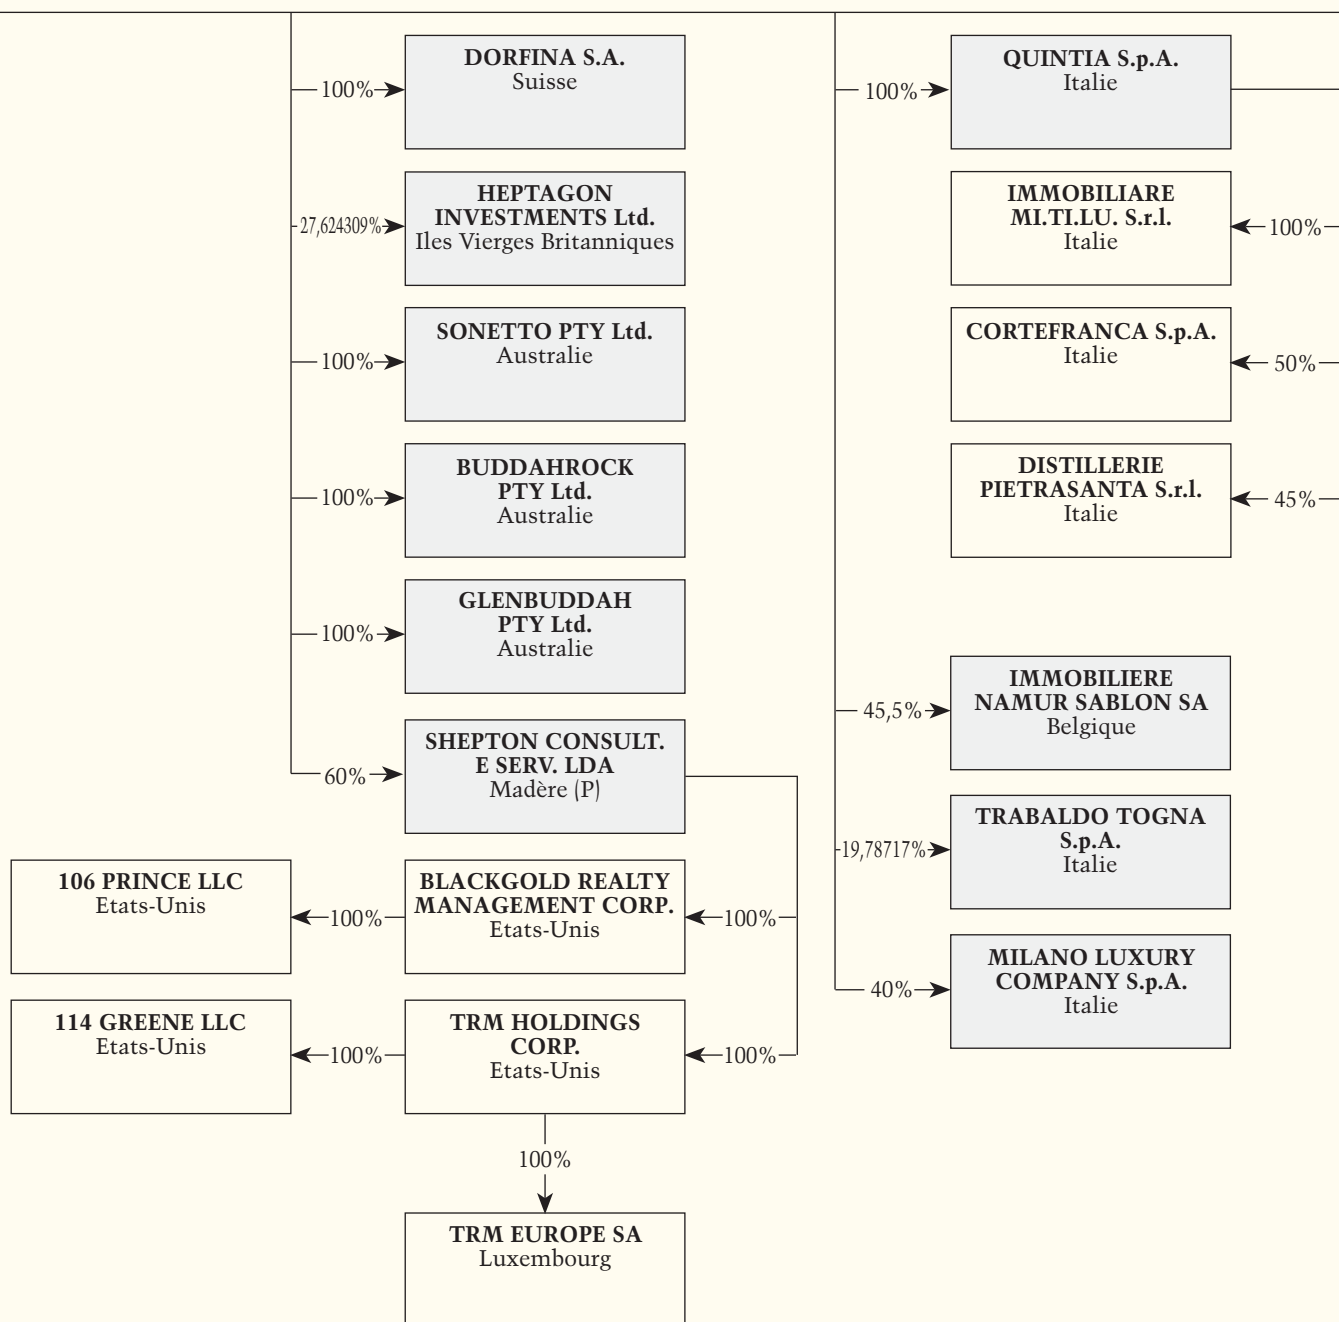 DORFINA S.A.
Suisse
100%
HEPTAGON
INVESTMENTS Ltd.
Iles Vierges Britanniques
27,624309%
SONETTO PTY Ltd.
Australie
100%
BUDDAHROCK
PTY Ltd.
Australie
100%
GLENBUDDAH
PTY Ltd.
Australie
100%
SHEPTON CONSULT.
E SERV. LDA
Madère (P)
60%
106 PRINCE LLC
Etats-Unis
100%
BLACKGOLD REALTY
MANAGEMENT CORP.
Etats-Unis
100%
114 GREENE LLC
Etats-Unis
100%
TRM HOLDINGS
CORP.
Etats-Unis
100%
100%
TRM EUROPE SA
Luxembourg
QUINTIA S.p.A.
Italie
100%
IMMOBILIARE
MI.TI.LU. S.r.l.
Italie
100%
CORTEFRANCA S.p.A.
Italie
50%
DISTILLERIE
PIETRASANTA S.r.l.
Italie
45%
IMMOBILIERE
NAMUR SABLON SA
Belgique
45,5%
TRABALDO TOGNA
S.p.A.
Italie
19,78717%
MILANO LUXURY
COMPANY S.p.A.
Italie
40%